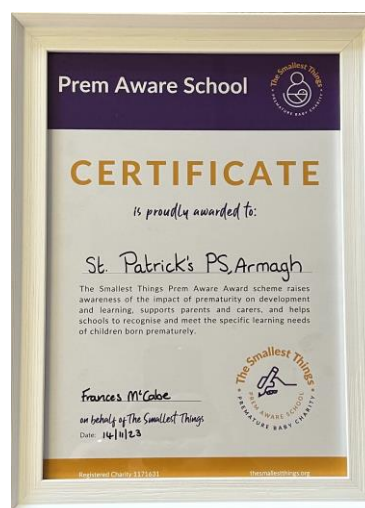 Prem Aware School
The Smallest Things
PREMATURE BABY CHARITY
CERTIFICATE
is proudly awarded to:
St. Patrick's PS, Armagh
The Smallest Things Prem Aware Award scheme raises
awareness of the impact of prematurity on development
and learning, supports parents and carers, and helps
schools to recognise and meet the specific learning needs
of children born prematurely.
The Smallest Things
PREM AWARE SCHOOL
PREMATURE BABY CHARITY
Frances McCabe
on behalf of The Smallest Things
Date: 14/11/23
Registered Charity 1171631
thesmallestthings.org